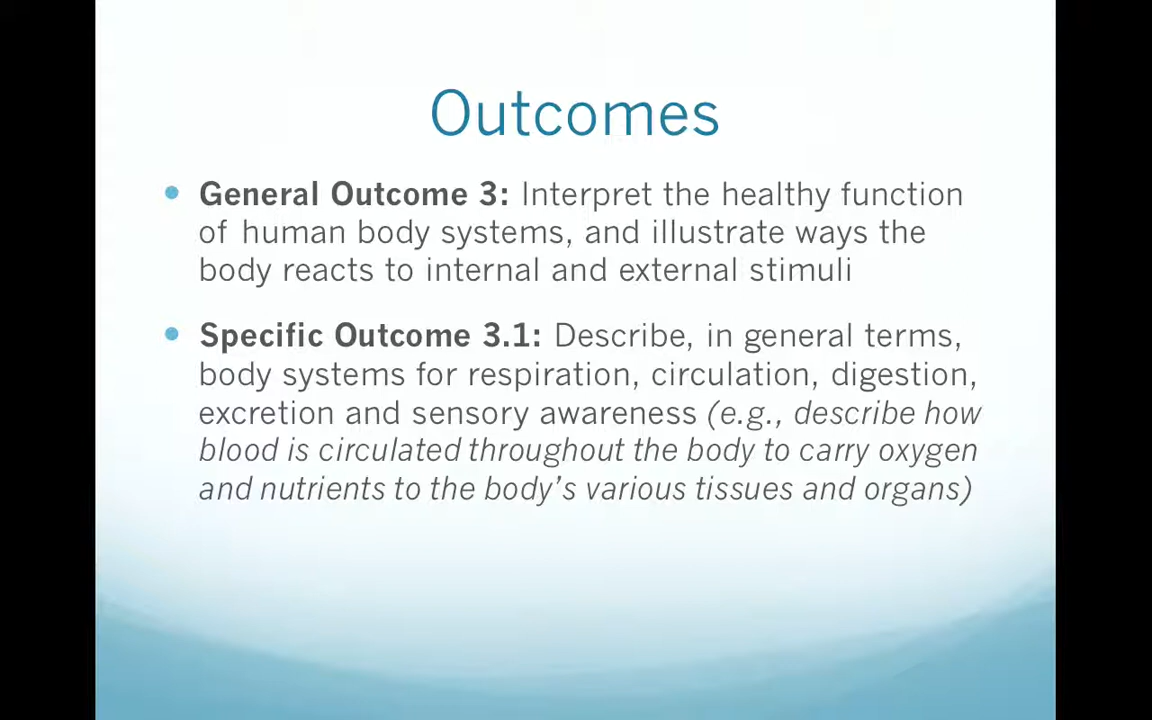 Outcomes
• General Outcome 3: Interpret the healthy function
of human body systems, and illustrate ways the
body reacts to internal and external stimuli
• Specific Outcome 3.1: Describe, in general terms,
body systems for respiration, circulation, digestion,
excretion and sensory awareness (e.g., describe how
blood is circulated throughout the body to carry oxygen
and nutrients to the body’s various tissues and organs)